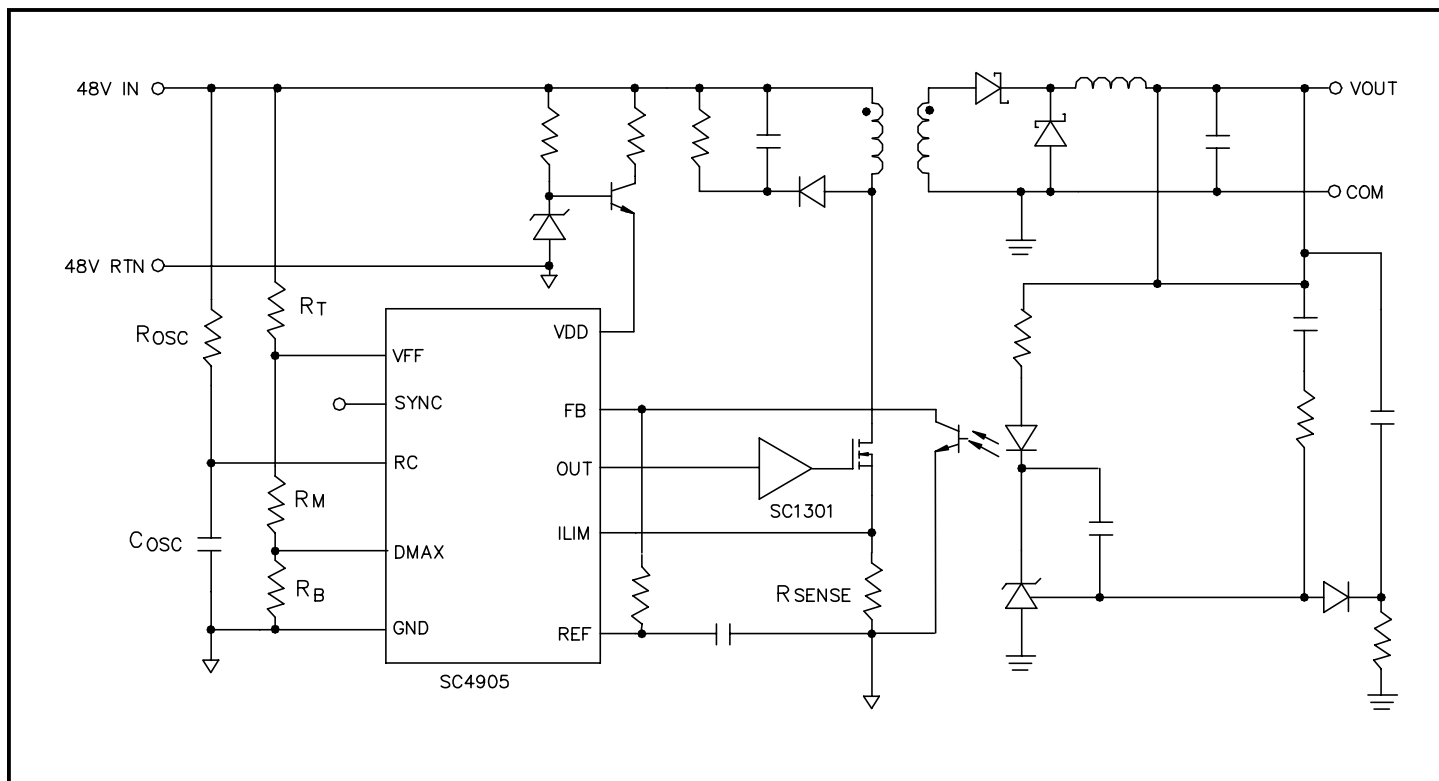 48V IN
VOUT
COM
48V RTN
RT
ROSC
VDD
VFF
SYNC
FB
RC
OUT
RM
SC1301
COSC
ILIM
DMAX
RB
RSENSE
GND
REF
SC4905